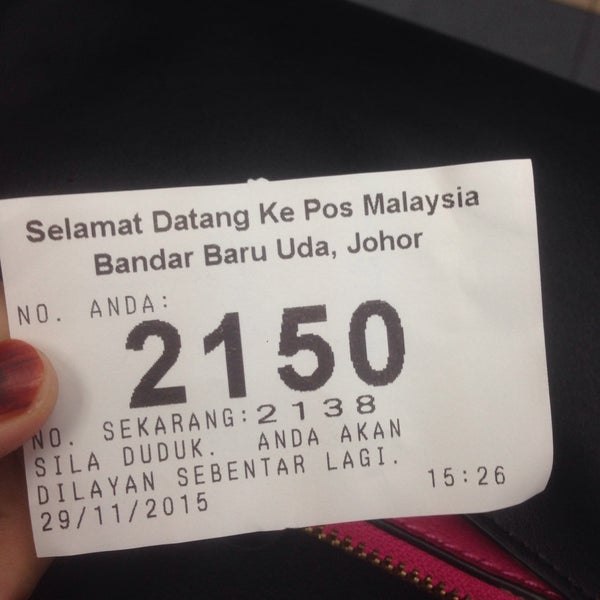 Selamat Datang Ke Pos Malaysia
Bandar Baru Uda, Johor
NO. ANDA:
2150
NO. SEKARANG:2138
SILA DUDUK. ANDA AKAN
DILAYAN SEBENTAR LAGI.
29/11/2015 15:26